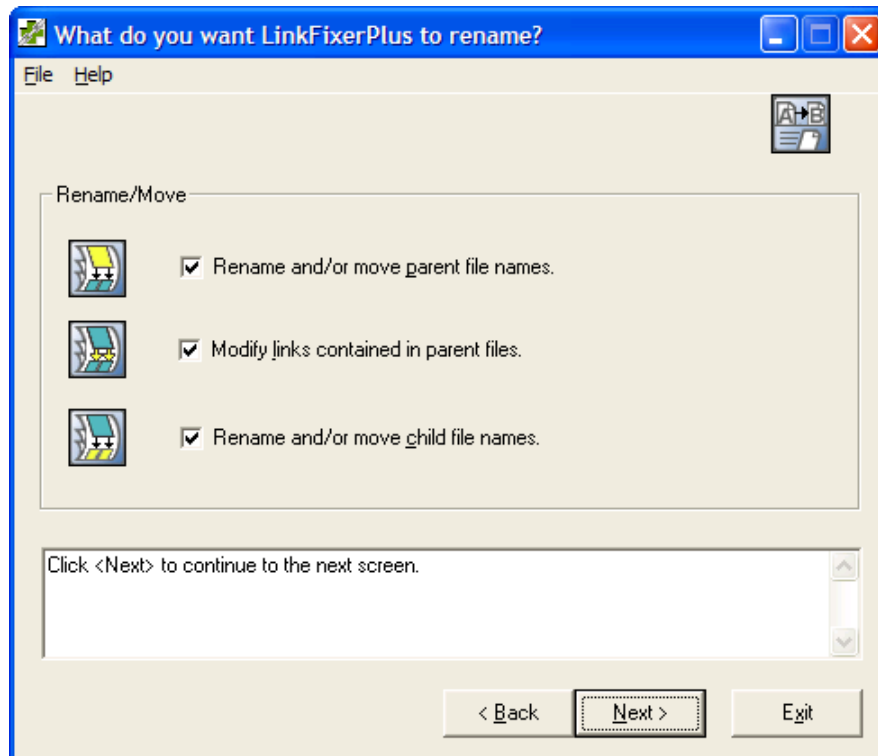 What do you want LinkFixerPlus to rename?
File Help
A B
Rename/Move
Rename and/or move parent file names.
Modify links contained in parent files.
Rename and/or move child file names.
Click <Next> to continue to the next screen.
< Back Next > Exit